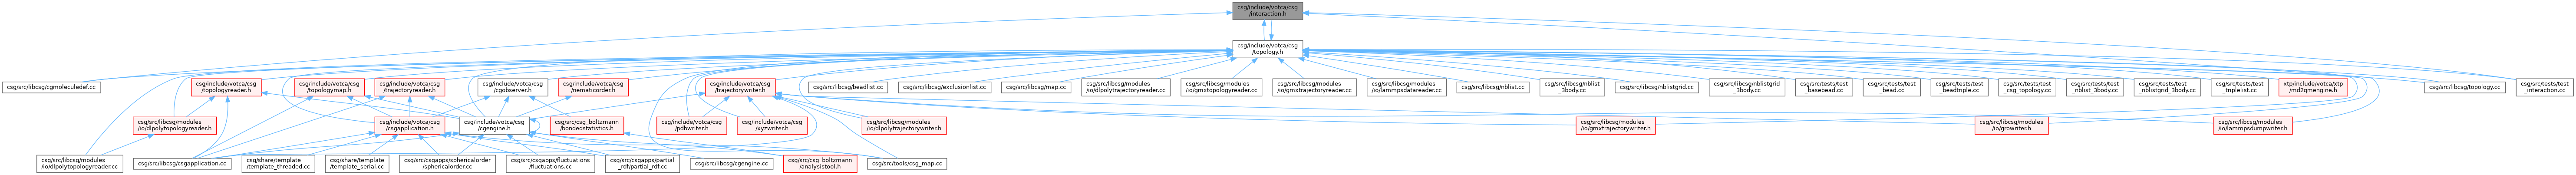 csg/include/votca/csg
/interaction.h
csg/include/votca/csg
/topology.h
csg/src/libcsg/cgmoleculedef.cc
csg/include/votca/csg
/topologyreader.h
csg/include/votca/csg
/topologymap.h
csg/include/votca/csg
/trajectoryreader.h
csg/include/votca/csg
/cgobserver.h
csg/include/votca/csg
/nematicorder.h
csg/include/votca/csg
/trajectorywriter.h
csg/src/libcsg/beadlist.cc
csg/src/libcsg/exclusionlist.cc
csg/src/libcsg/map.cc
csg/src/libcsg/modules
/io/dlpolytrajectoryreader.cc
csg/src/libcsg/modules
/io/gmxtopologyreader.cc
csg/src/libcsg/modules
/io/gmxtrajectoryreader.cc
csg/src/libcsg/modules
/io/lammpsdatareader.cc
csg/src/libcsg/nblist.cc
csg/src/libcsg/nblist
_3body.cc
csg/src/libcsg/nblistgrid.cc
csg/src/libcsg/nblistgrid
_3body.cc
csg/src/tests/test
_basebead.cc
csg/src/tests/test
_bead.cc
csg/src/tests/test
_beadtriple.cc
csg/src/tests/test
_csg_topology.cc
csg/src/tests/test
_nblist_3body.cc
csg/src/tests/test
_nblistgrid_3body.cc
csg/src/tests/test
_triplelist.cc
xtp/include/votca/xtp
/md2qmengine.h
csg/src/libcsg/topology.cc
csg/src/tests/test
_interaction.cc
csg/src/libcsg/modules
/io/dlpolytopologyreader.h
csg/include/votca/csg
/csgapplication.h
csg/include/votca/csg
/cgengine.h
csg/src/csg_boltzmann
/bondedstatistics.h
csg/include/votca/csg
/pdbwriter.h
csg/include/votca/csg
/xyzwriter.h
csg/src/libcsg/modules
/io/dlpolytrajectorywriter.h
csg/src/libcsg/modules
/io/gmxtrajectorywriter.h
csg/src/libcsg/modules
/io/growriter.h
csg/src/libcsg/modules
/io/lammpsdumpwriter.h
csg/src/libcsg/modules
/io/dlpolytopologyreader.cc
csg/src/libcsg/csgapplication.cc
csg/share/template
/template_threaded.cc
csg/share/template
/template_serial.cc
csg/src/csgapps/sphericalorder
/sphericalorder.cc
csg/src/csgapps/fluctuations
/fluctuations.cc
csg/src/csgapps/partial
_rdf/partial_rdf.cc
csg/src/libcsg/cgengine.cc
csg/src/csg_boltzmann
/analysistool.h
csg/src/tools/csg_map.cc